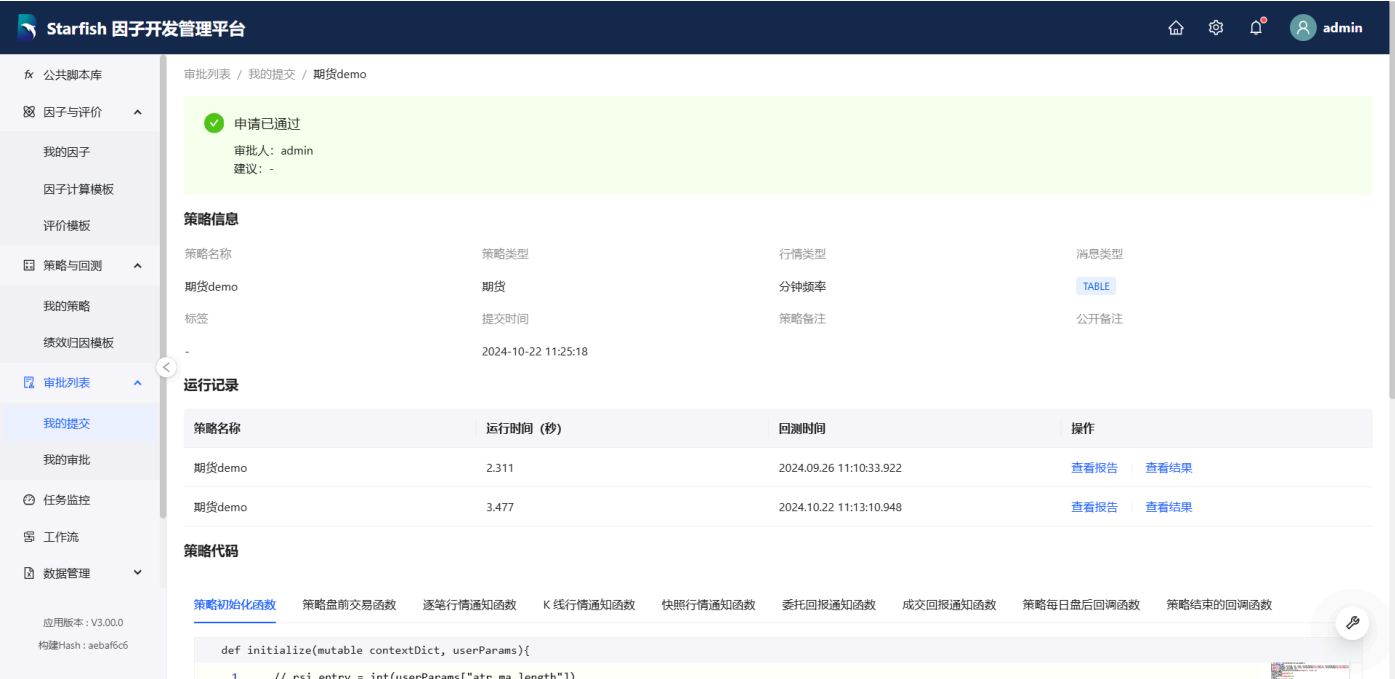 Starfish 因子开发管理平台
admin
fx 公共脚本库
因子与评价
我的因子
因子计算模板
评价模板
策略与回测
我的策略
绩效归因模板
审批列表
我的提交
我的审批
任务监控
工作流
数据管理
应用版本 : V3.00.0
构建Hash : aebaf6c6
审批列表 / 我的提交 / 期货demo
申请已通过
审批人： admin
建议： -
策略信息
策略名称 策略类型 行情类型 消息类型
期货demo 期货 分钟频率 TABLE
标签 提交时间 策略备注 公开备注
- 2024-10-22 11:25:18
运行记录
策略名称 运行时间（秒） 回测时间 操作
期货demo 2.311 2024.09.26 11:10:33.922 查看报告 查看结果
期货demo 3.477 2024.10.22 11:13:10.948 查看报告 查看结果
策略代码
策略初始化函数 策略盘前交易函数 逐笔行情通知函数 K 线行情通知函数 快照行情通知函数 委托回报通知函数 成交回报通知函数 策略每日盘后回调函数 策略结束的回调函数
def initialize(mutable contextDict, userParams){
1 // rsi_entry = int(userParams["atr_ma_length"])